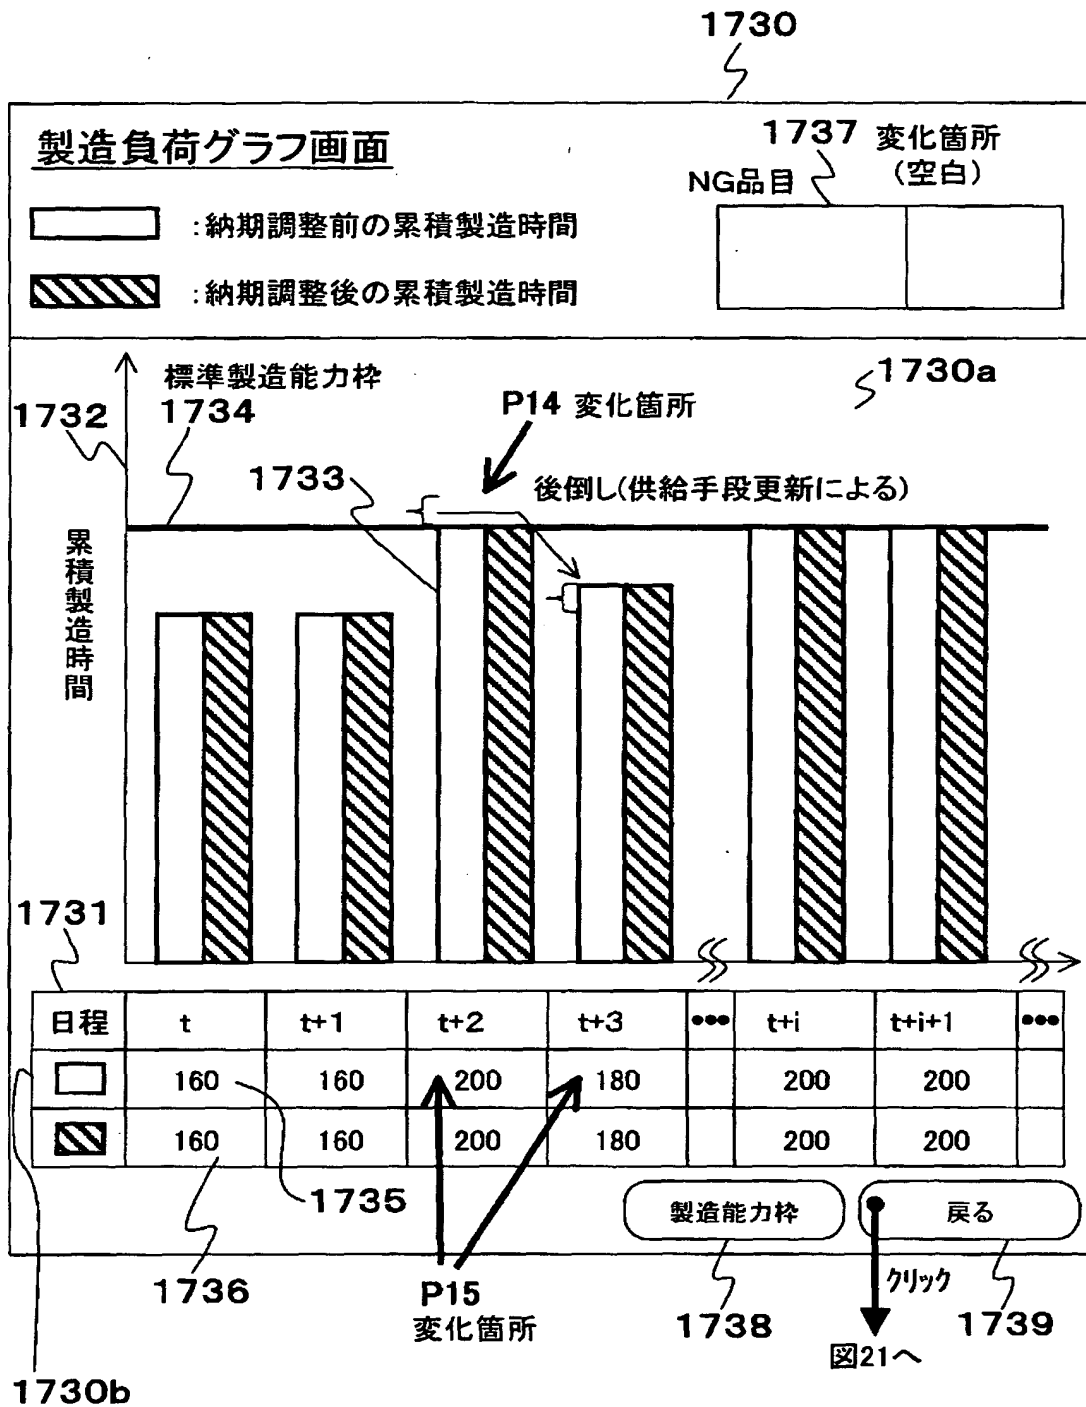 1730
製造負荷グラフ画面
1737
変化箇所
(空白)
NG品目
:納期調整前の累積製造時間
:納期調整後の累積製造時間
標準製造能力枠
1730a
1732
1734
P14 変化箇所
1733
後倒し(供給手段更新による)
累積製造時間
1731
日程 t t+1 t+2 t+3 ••• t+i t+i+1 •••
160 160 200 180 200 200
160 160 200 180 200 200
1735
製造能力枠
戻る
1736
P15
変化箇所
クリック
1738
1739
図21へ
1730b